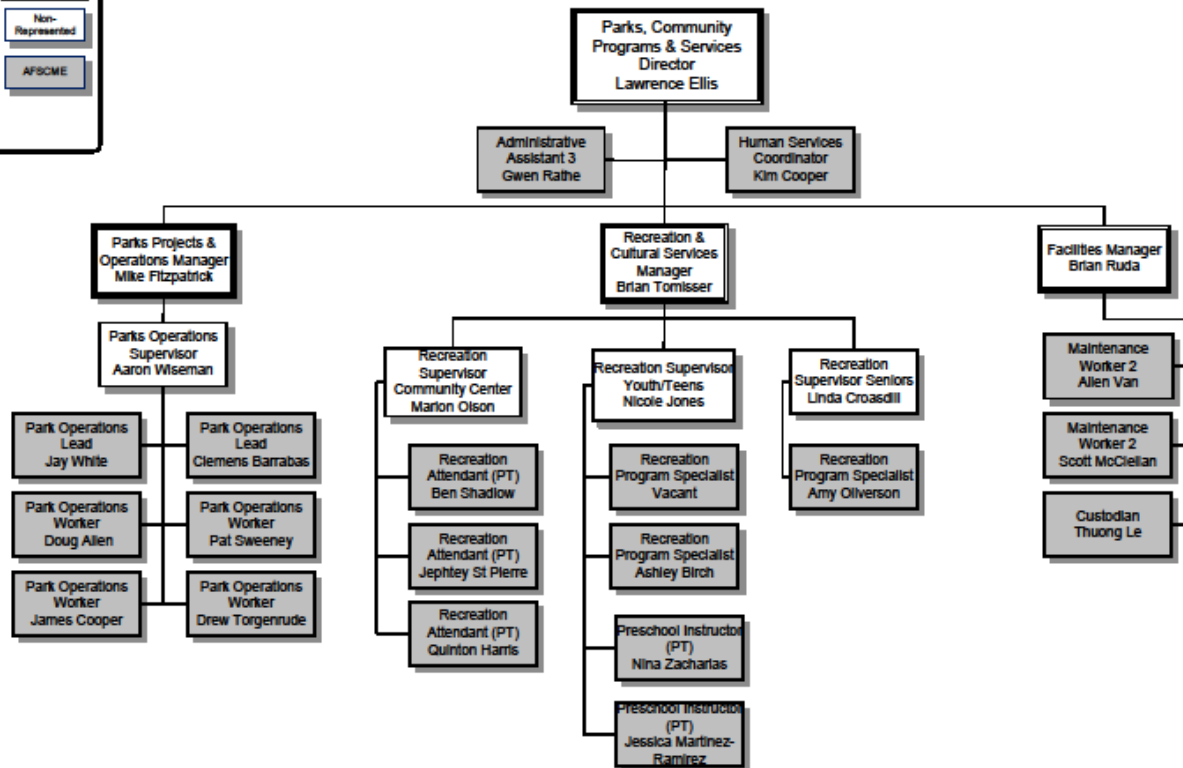 Non-
Represented
AFSCME
Parks, Community
Programs & Services
Director
Lawrence Ellis
Administrative
Assistant 3
Gwen Rathe
Human Services
Coordinator
Kim Cooper
Parks Projects &
Operations Manager
Mike Fitzpatrick
Recreation &
Cultural Services
Manager
Brian Tomisser
Facilities Manager
Brian Ruda
Parks Operations
Supervisor
Aaron Wiseman
Recreation
Supervisor
Community Center
Marion Olson
Recreation Supervisor
Youth/Teens
Nicole Jones
Recreation
Supervisor Seniors
Linda Croasdill
Maintenance
Worker 2
Allen Van
Park Operations
Lead
Jay White
Park Operations
Lead
Clemens Barrabas
Recreation
Attendant (PT)
Ben Shadlow
Recreation
Program Specialist
Vacant
Recreation
Program Specialist
Amy Oliverson
Maintenance
Worker 2
Scott McClellan
Park Operations
Worker
Doug Allen
Park Operations
Worker
Pat Sweeney
Recreation
Attendant (PT)
Jephtey St Pierre
Recreation
Program Specialist
Ashley Birch
Custodian
Thuong Le
Park Operations
Worker
James Cooper
Park Operations
Worker
Drew Torgenrude
Recreation
Attendant (PT)
Quinton Harris
Preschool Instructor
(PT)
Nina Zacharias
Preschool Instructor
(PT)
Jessica Martinez-
Ramirez